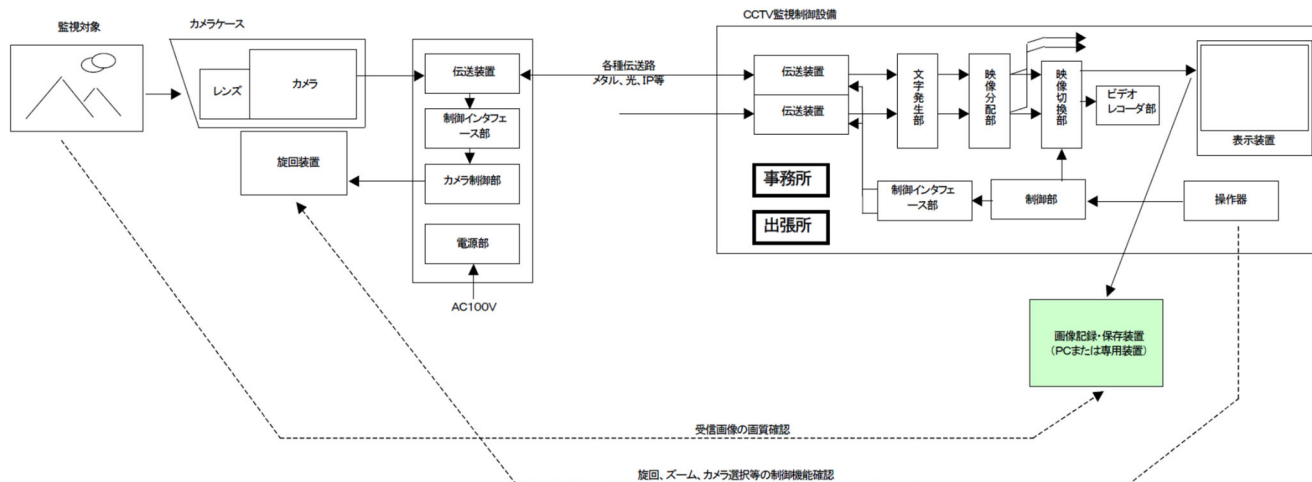 監視対象
カメラケース
レンズ
カメラ
旋回装置
伝送装置
制御インタフェ
ース部
カメラ制御部
電源部
AC100V
各種伝送路
メタル、光、IP等
CCTV監視制御設備
伝送装置
伝送装置
文字発生部
映像分配部
映像切換部
ビデオ
レコーダ部
表示装置
事務所
出張所
制御インタフェ
ース部
制御部
操作器
画像記録・保存装置
(PCまたは専用装置)
受信画像の画質確認
旋回、ズーム、カメラ選択等の制御機能確認